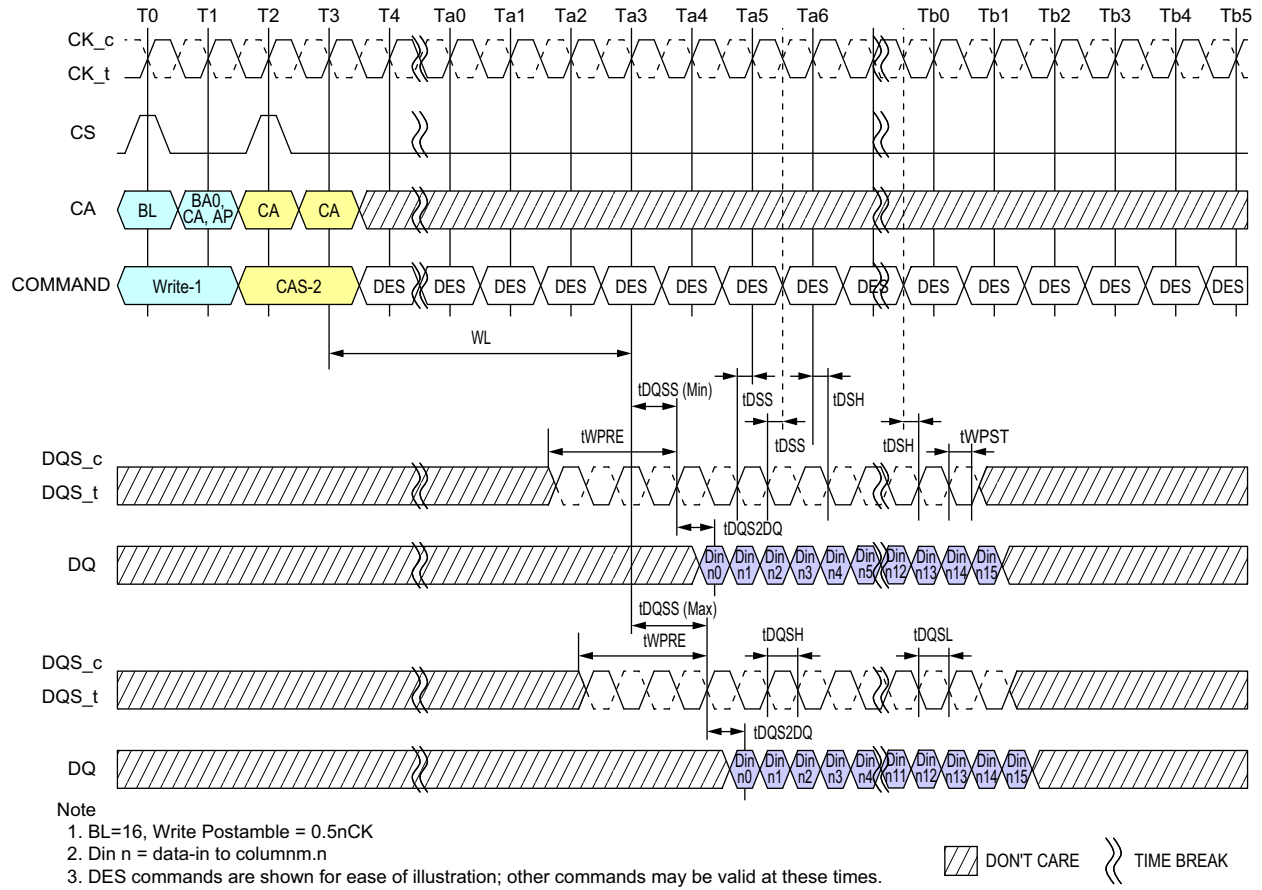 T0 T1 T2 T3 T4 Ta0 Ta1 Ta2 Ta3 Ta4 Ta5 Ta6 Tb0 Tb1 Tb2 Tb3 Tb4 Tb5
CK_c
CK_t
CS
CA BL BA0, CA, AP CA CA
COMMAND Write-1 CAS-2 DES DES DES DES DES DES DES DES DES DES DES DES DES DES DES
WL
tDQSS (Min) tDSS tDSH
tWPRE tDSS tDSH tWPST
DQS_c
DQS_t
tDQS2DQ
DQ Din n0 Din n1 Din n2 Din n3 Din n4 Din n5 Din n12 Din n13 Din n14 Din n15
tDQSS (Max)
tWPRE tDQSH tDQSL
DQS_c
DQS_t
tDQS2DQ
DQ Din n0 Din n1 Din n2 Din n3 Din n4 Din n11 Din n12 Din n13 Din n14 Din n15
Note
1. BL=16, Write Postamble = 0.5nCK
2. Din n = data-in to columnm.n
3. DES commands are shown for ease of illustration; other commands may be valid at these times.
DON'T CARE TIME BREAK